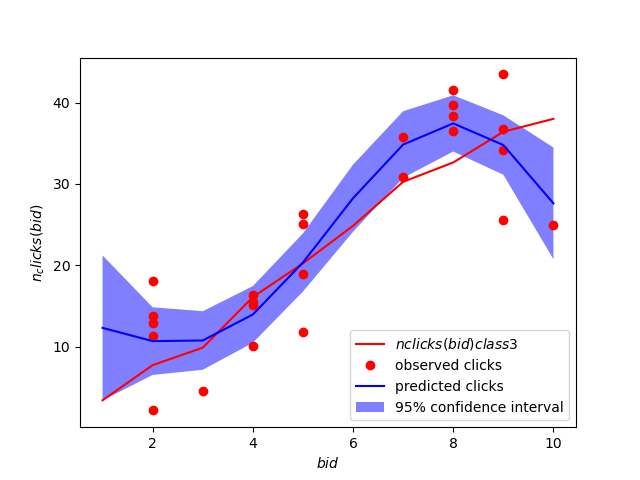 40
30
20
10
n_clicks(bid)
2
4
6
8
10
bid
nclicks(bid)class3
observed clicks
predicted clicks
95% confidence interval